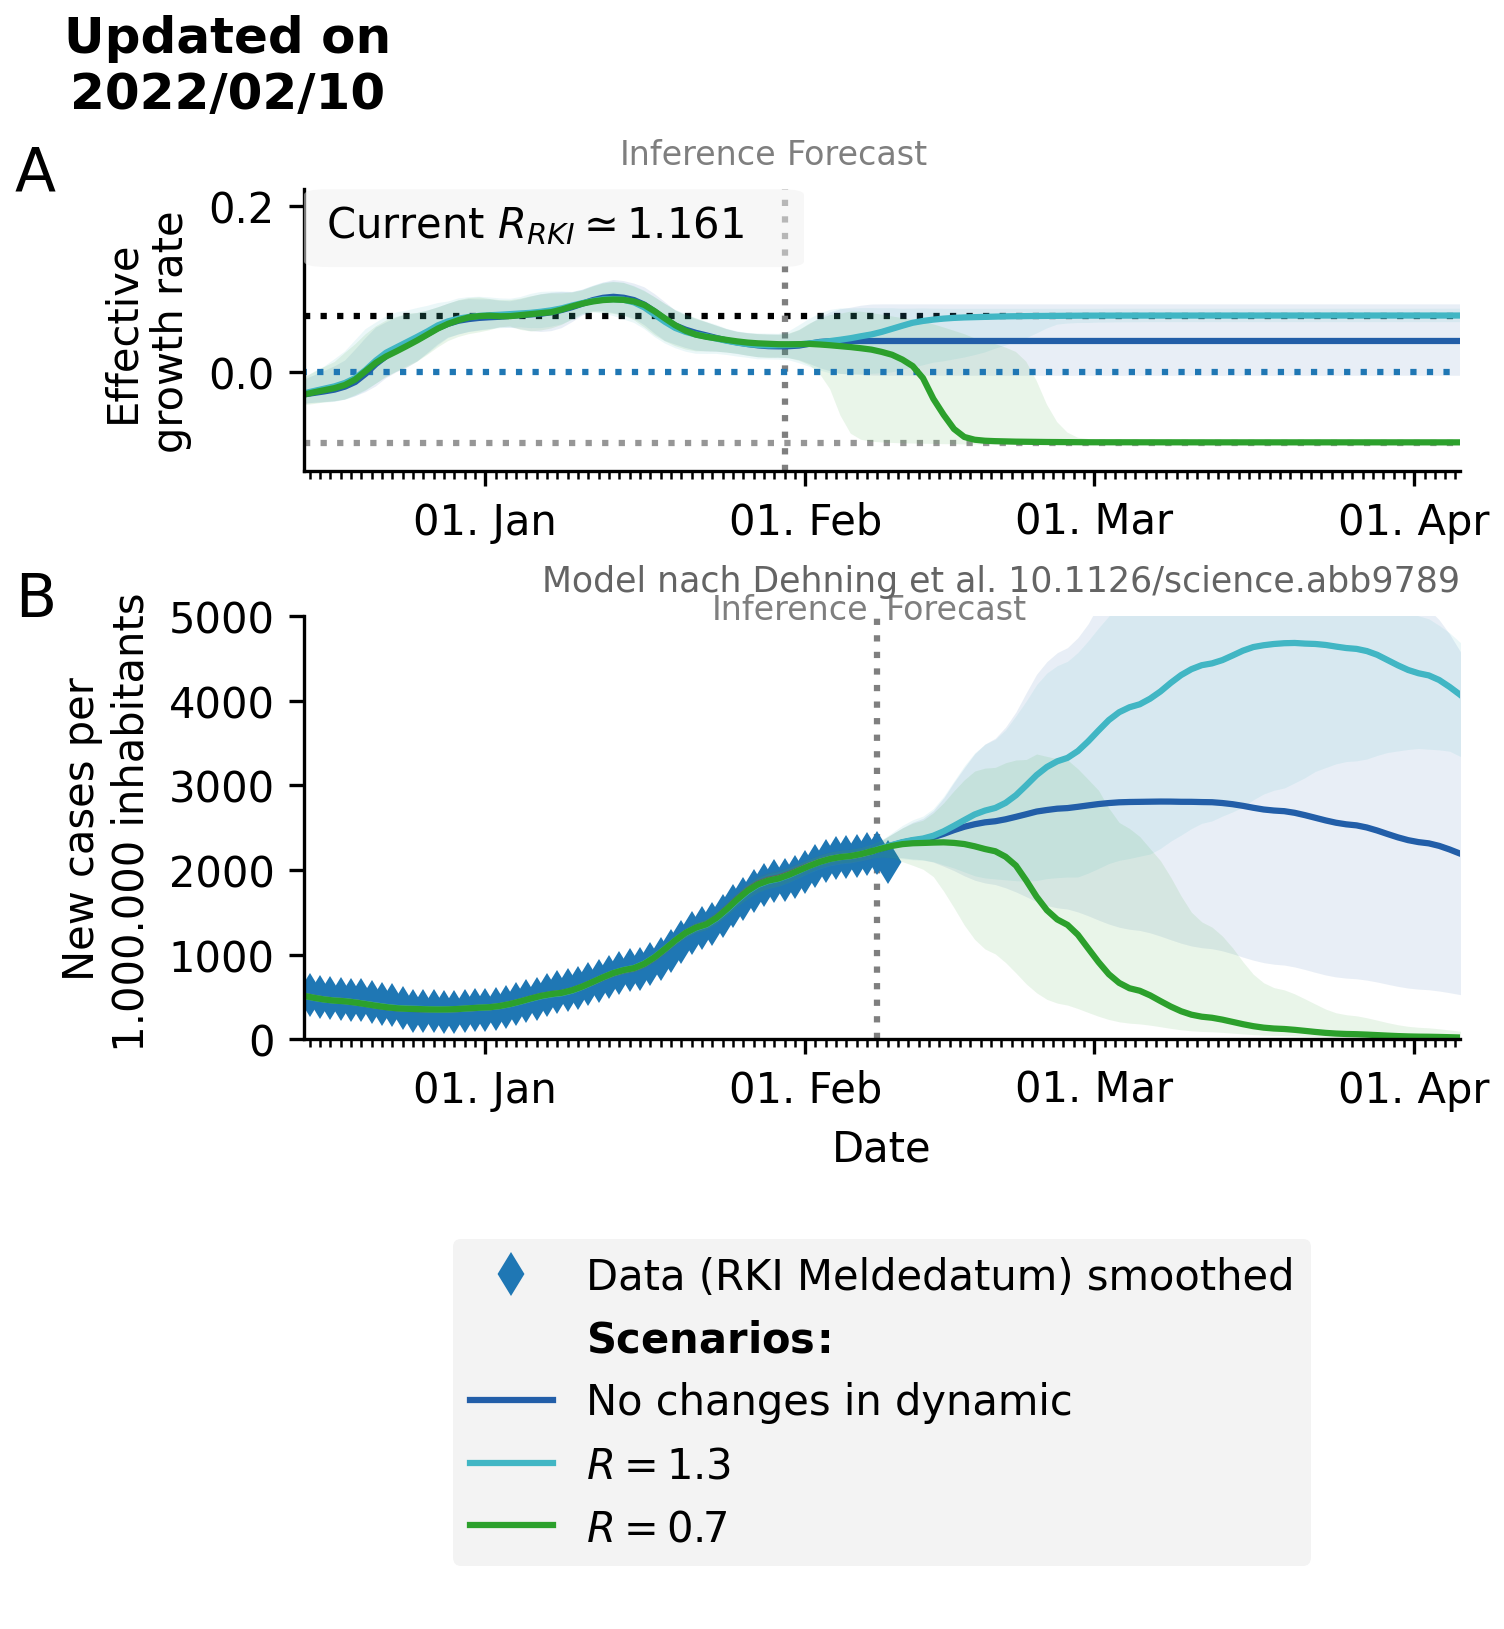 Updated on
2022/02/10
A
Inference Forecast
Effective
growth rate
0.2
0.0
Current R_RKI ≃ 1.161
01. Jan
01. Feb
01. Mar
01. Apr
B
Model nach Dehning et al. 10.1126/science.abb9789
Inference Forecast
New cases per
1.000.000 inhabitants
5000
4000
3000
2000
1000
0
01. Jan
01. Feb
01. Mar
01. Apr
Date
Data (RKI Meldedatum) smoothed
Scenarios:
No changes in dynamic
R = 1.3
R = 0.7